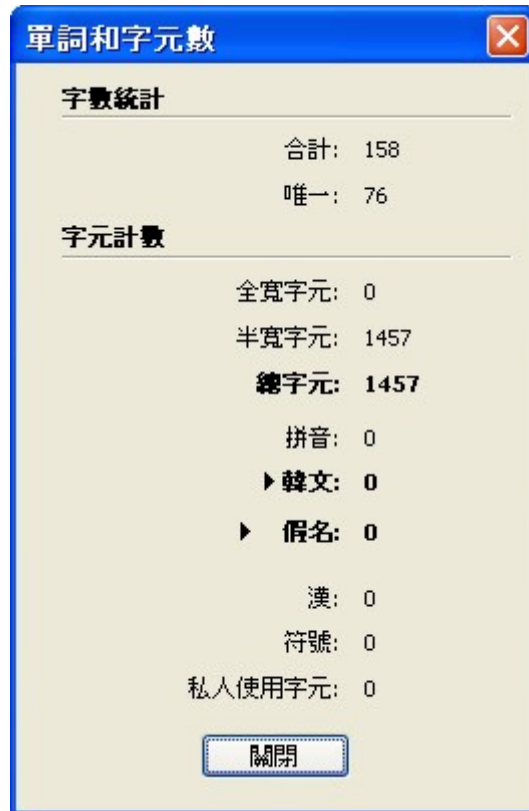 單詞和字元數
字數統計
合計: 158
唯一: 76
字元計數
全寬字元: 0
半寬字元: 1457
總字元: 1457
拼音: 0
韓文: 0
假名: 0
漢: 0
符號: 0
私人使用字元: 0
關閉